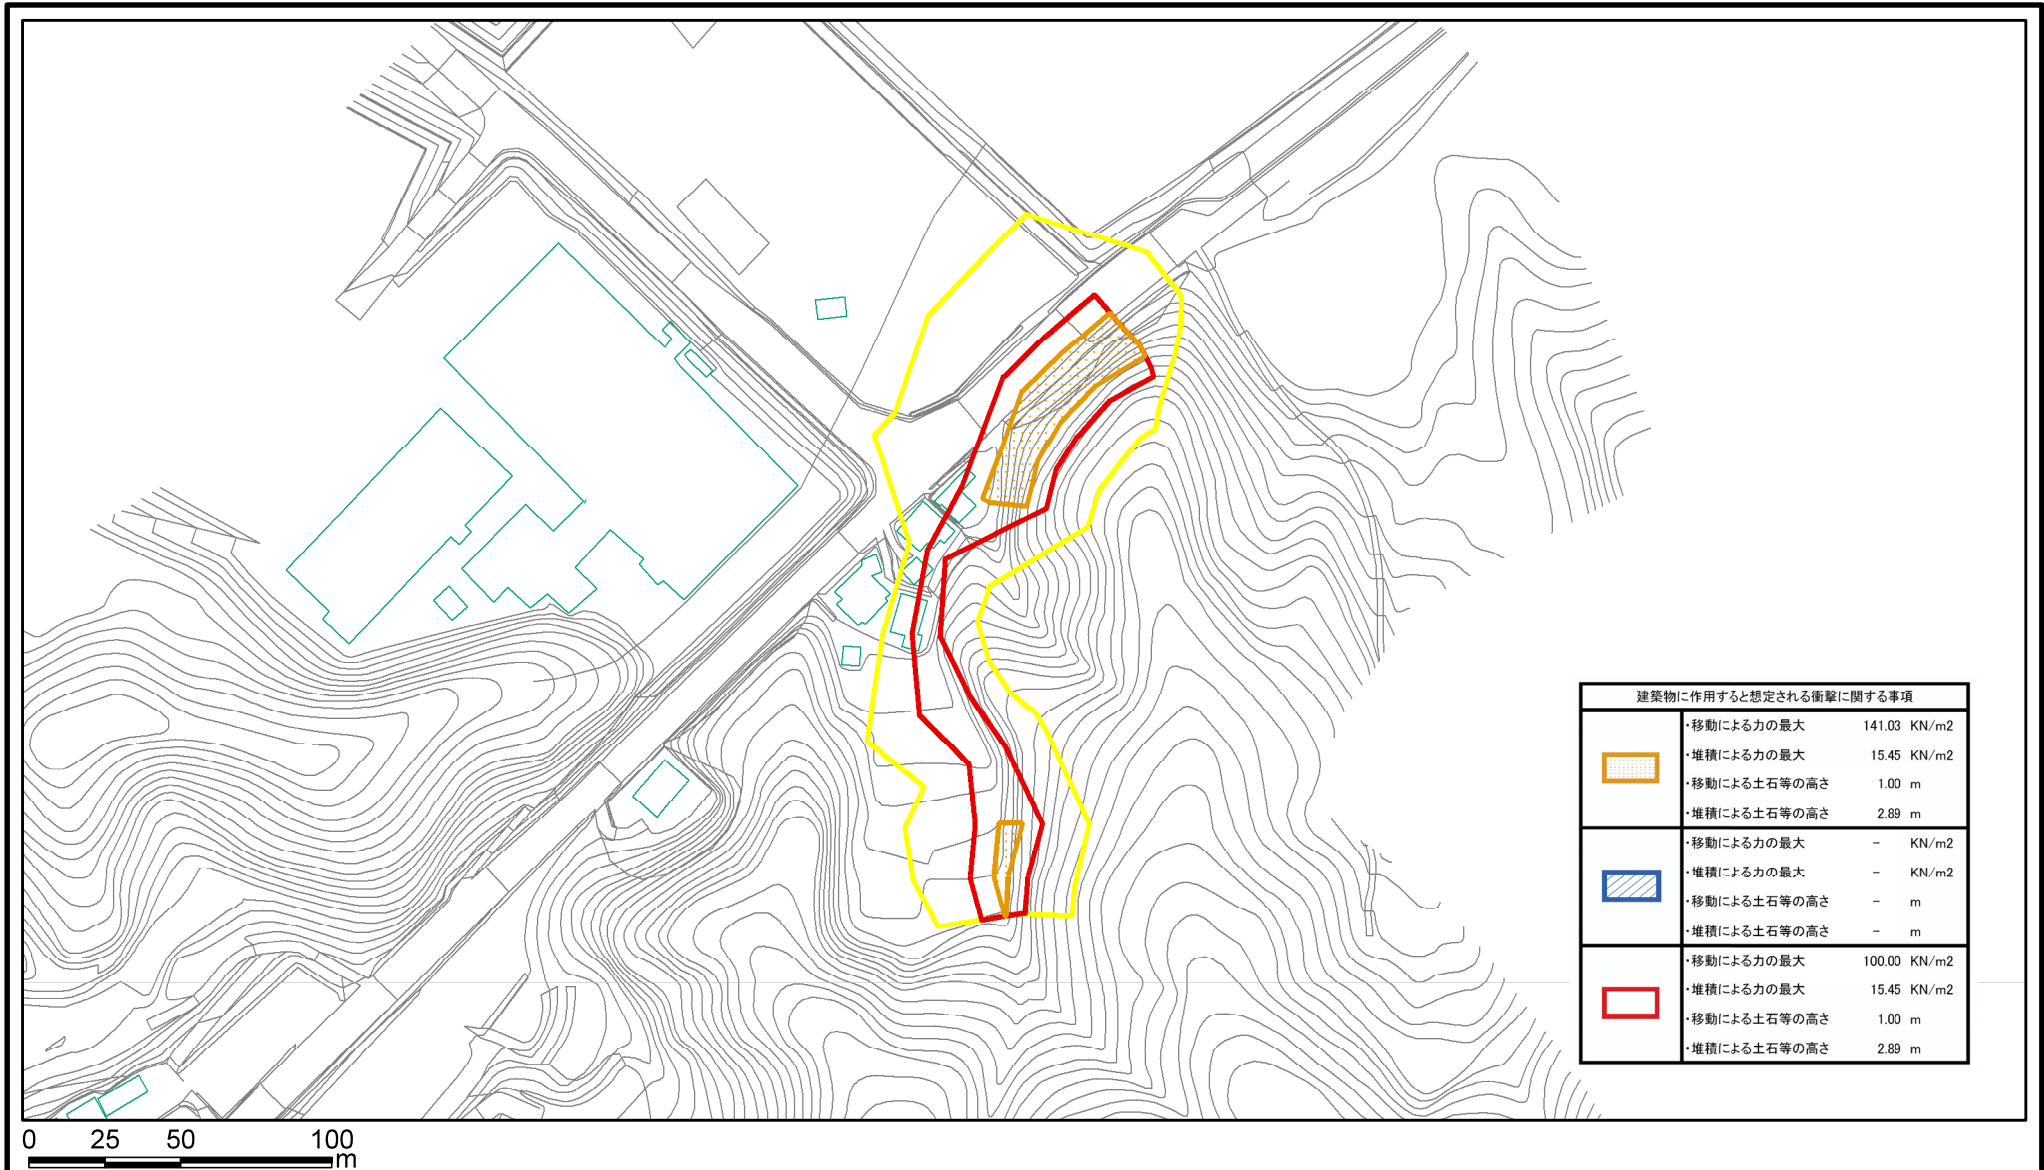 建築物に作用すると想定される衝撃に関する事項
・移動による力の最大 141.03 KN/m2
・堆積による力の最大 15.45 KN/m2
・移動による土石等の高さ 1.00 m
・堆積による土石等の高さ 2.89 m
・移動による力の最大 － KN/m2
・堆積による力の最大 － KN/m2
・移動による土石等の高さ － m
・堆積による土石等の高さ － m
・移動による力の最大 100.00 KN/m2
・堆積による力の最大 15.45 KN/m2
・移動による土石等の高さ 1.00 m
・堆積による土石等の高さ 2.89 m
0 25 50 100
m